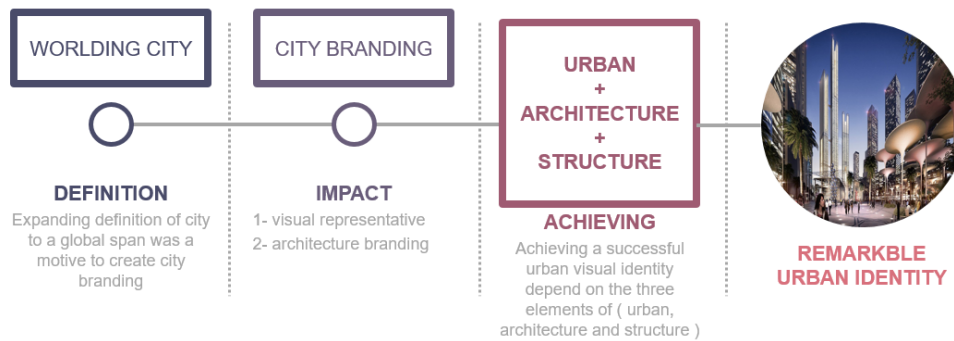 WORLDING CITY
DEFINITION
Expanding definition of city
to a global span was a
motive to create city
branding
CITY BRANDING
IMPACT
1- visual representative
2- architecture branding
URBAN
+
ARCHITECTURE
+
STRUCTURE
ACHIEVING
Achieving a successful
urban visual identity
depend on the three
elements of ( urban,
architecture and structure )
REMARKBLE
URBAN IDENTITY